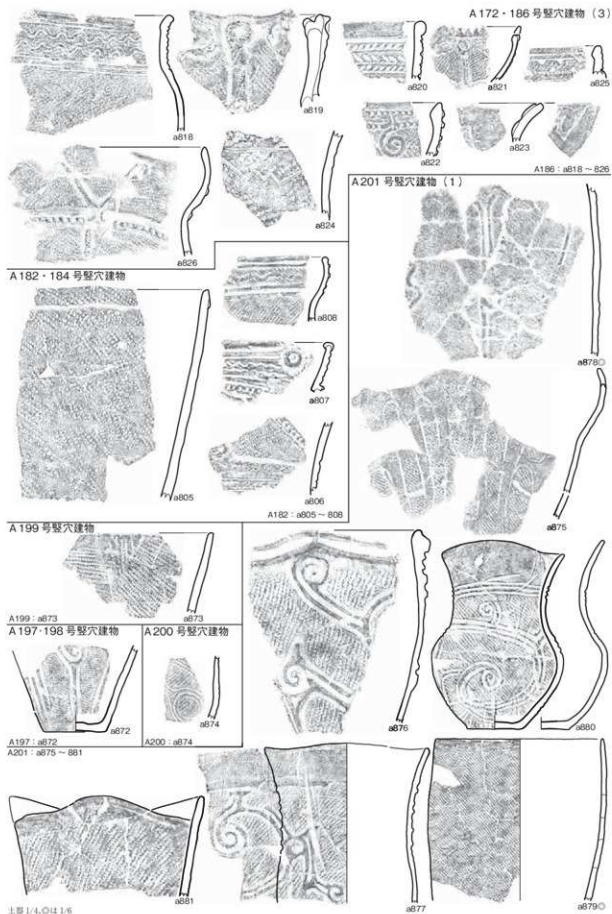 A172・186号竪穴建物（3）
a818
a819
a820
a821
a825
a822
a823
a824
a826
A186：a818～826
A182・184号竪穴建物
a808
a807
a805
a806
A182：a805～808
A201号竪穴建物（1）
a878◎
a875
A199号竪穴建物
a873
A199：a873
A197・198号竪穴建物
a872
A197：a872
A200号竪穴建物
a874
A200：a874
a876
a880
A201：a875～881
a881
a877
a879◎
土器1/4、◎は1/6